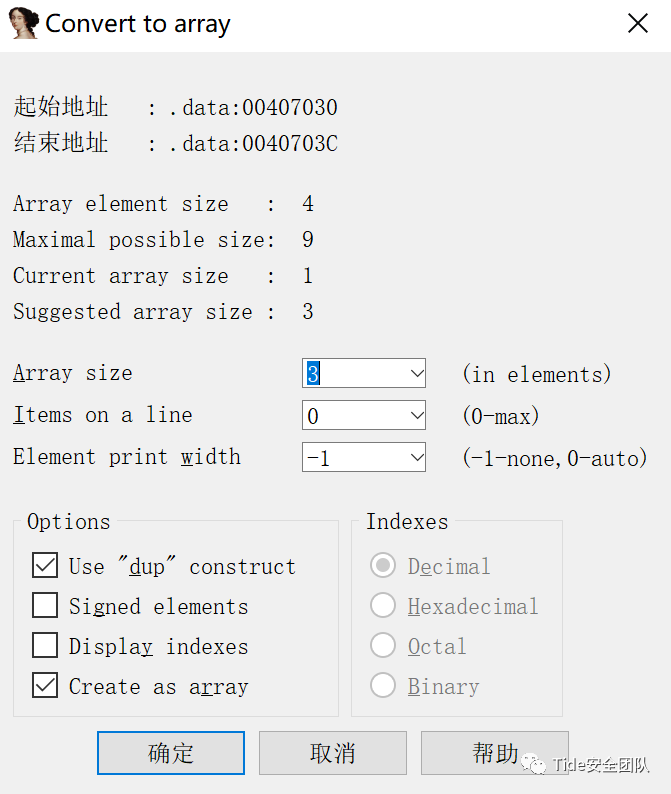 Convert to array
起始地址 : .data:00407030
结束地址 : .data:0040703C
Array element size : 4
Maximal possible size: 9
Current array size : 1
Suggested array size : 3
Array size 3 (in elements)
Items on a line 0 (0-max)
Element print width -1 (-1-none,0-auto)
Options
Use "dup" construct
Signed elements
Display indexes
Create as array
Indexes
Decimal
Hexadecimal
Octal
Binary
确定 取消 帮助
Tide安全团队